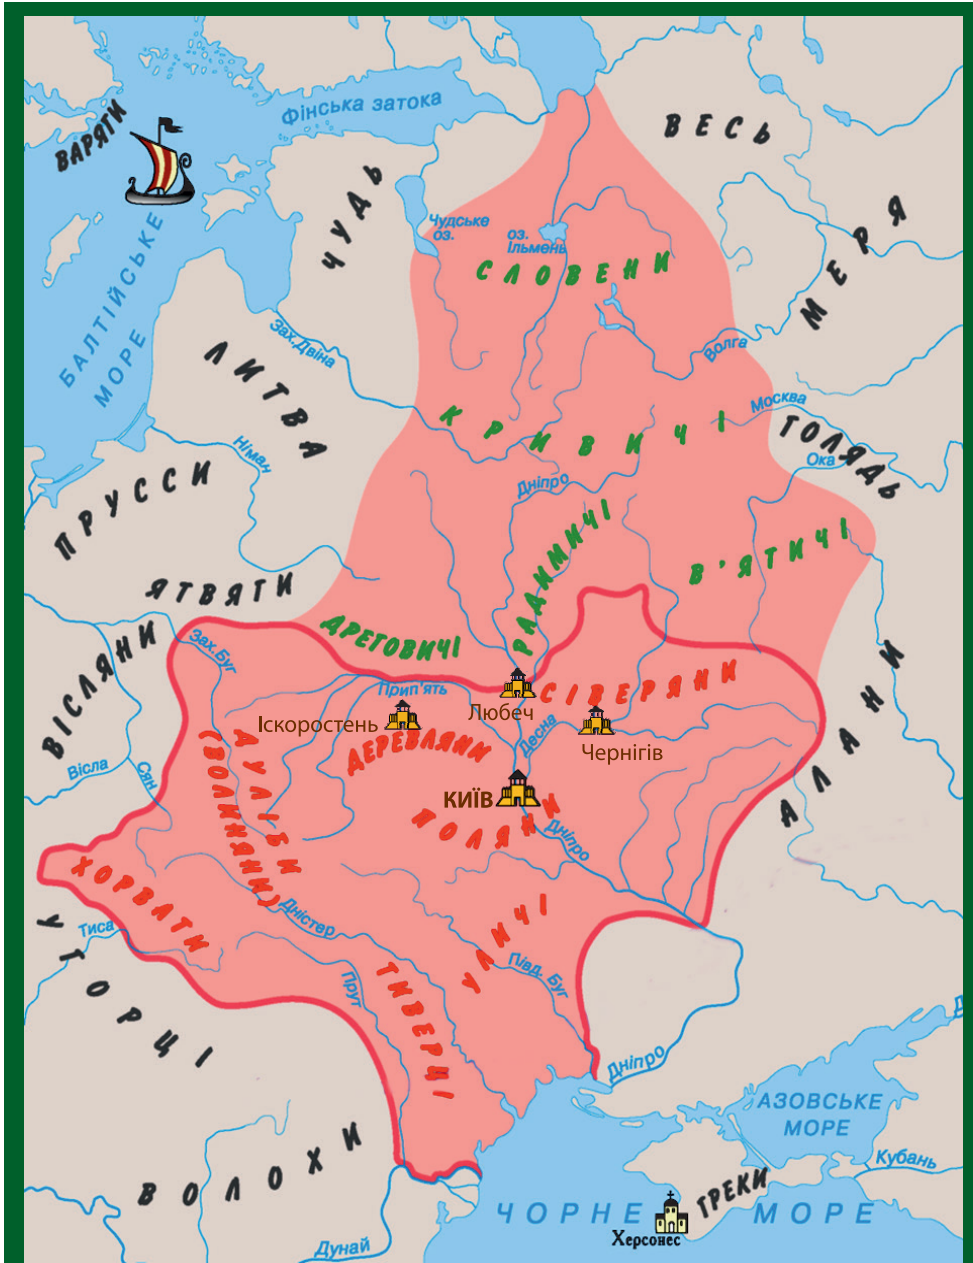 Фінська затока
ВАРЯГИ
ВЕСЬ
ЧУДЬ
Чудське
оз.
оз.
Ільмень
МЕРЯ
СЛОВЕНИ
БАЛТІЙСЬКЕ
МОРЕ
Зах.Двіна
Волга
ЛИТВА
Москва
КРИВИЧІ
ГОЛЯДЬ
Ока
Німан
Дніпро
ПРУССИ
РАДИМИЧІ
В'ЯТИЧІ
ЯТВЯГИ
ДРЕГОВИЧІ
ВІСЛЯНИ
Зах.Буг
АЛАНИ
Прип'ять
СІВЕРЯНИ
Любеч
Іскоростень
Десна
Чернігів
ДЕРЕВЛЯНИ
ДУЛІБИ
(ВОЛИНЯНИ)
Вісла
Сян
КИЇВ
ПОЛЯНИ
Дніпро
ХОРВАТИ
Дністер
УЛИЧІ
Тиса
УГОРЦІ
Півд. Буг
Прут
ТИВЕРЦІ
Дніпро
Д
АЗОВСЬКЕ
МОРЕ
ВОЛОХИ
Кубань
ГРЕКИ
ЧОРНЕ МОРЕ
Херсонес
Дунай